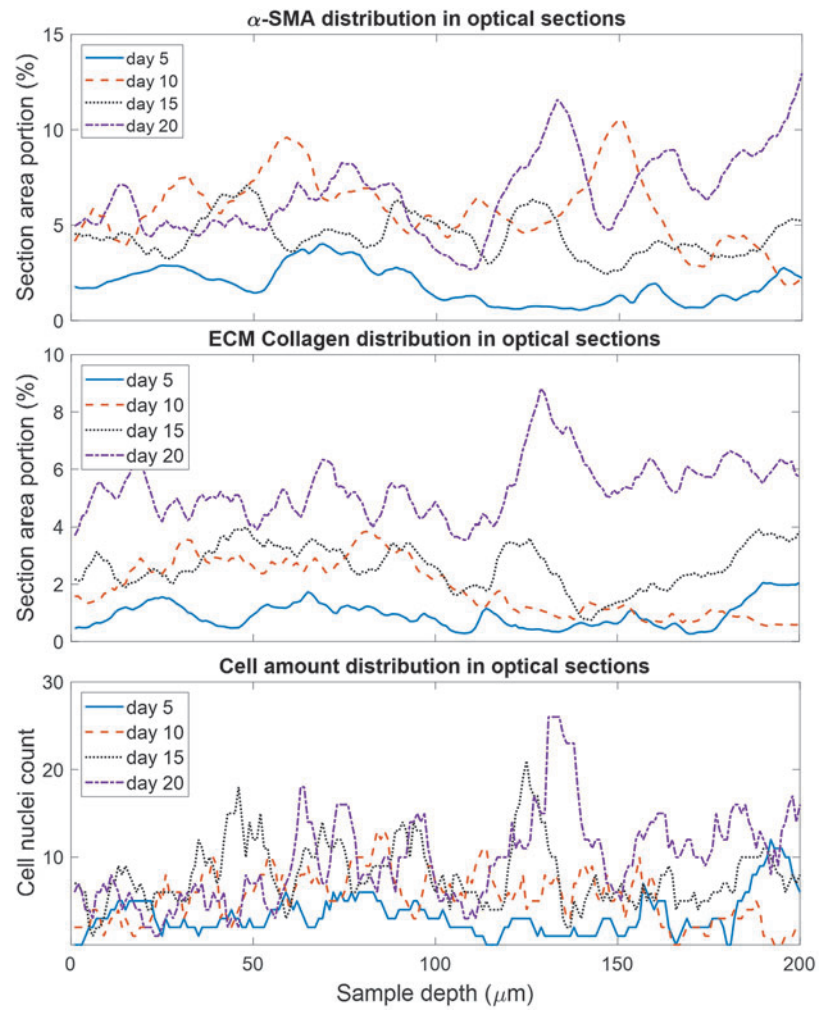 α-SMA distribution in optical sections
15
10
5
0
Section area portion (%)
day 5
day 10
day 15
day 20
ECM Collagen distribution in optical sections
10
8
6
4
2
0
Section area portion (%)
day 5
day 10
day 15
day 20
Cell amount distribution in optical sections
30
20
10
Cell nuclei count
day 5
day 10
day 15
day 20
0 50 100 150 200
Sample depth (μm)